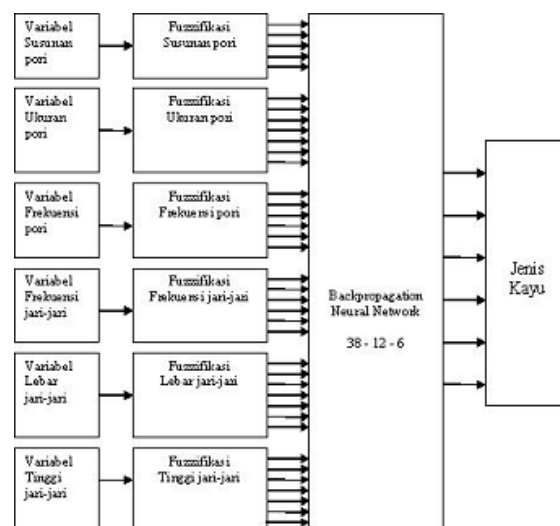 Variabel
Susunan
pori
Fuzzifikasi
Susunan pori
Variabel
Ukuran
pori
Fuzzifikasi
Ukuran pori
Variabel
Frekuensi
pori
Fuzzifikasi
Frekuensi pori
Variabel
Frekuensi
jari-jari
Fuzzifikasi
Frekuensi jari-jari
Variabel
Lebar
jari-jari
Fuzzifikasi
Lebar jari-jari
Variabel
Tinggi
jari-jari
Fuzzifikasi
Tinggi jari-jari
Backpropagation
Neural Network
38 - 12 - 6
Jenis
Kayu